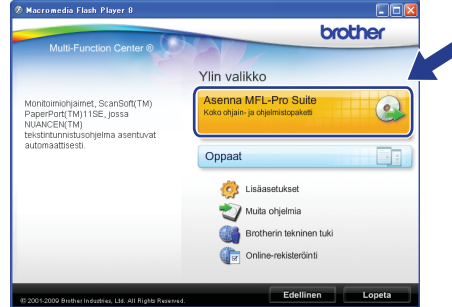 Macromedia Flash Player 8
brother
Multi-Function Center ®
Ylin valikko
Monitoimiohjaimet, ScanSoft(TM)
PaperPort(TM)11SE, jossa
NUANCEN(TM)
tekstintunnistusohjelma asentuvat
automaattisesti.
Asenna MFL-Pro Suite
Koko ohjain- ja ohjelmistopaketti
Oppaat
Lisäasetukset
Muita ohjelmia
Brotherin tekninen tuki
Online-rekisteröinti
© 2001-2009 Brother Industries, Ltd. All Rights Reserved.
Edellinen
Lopeta